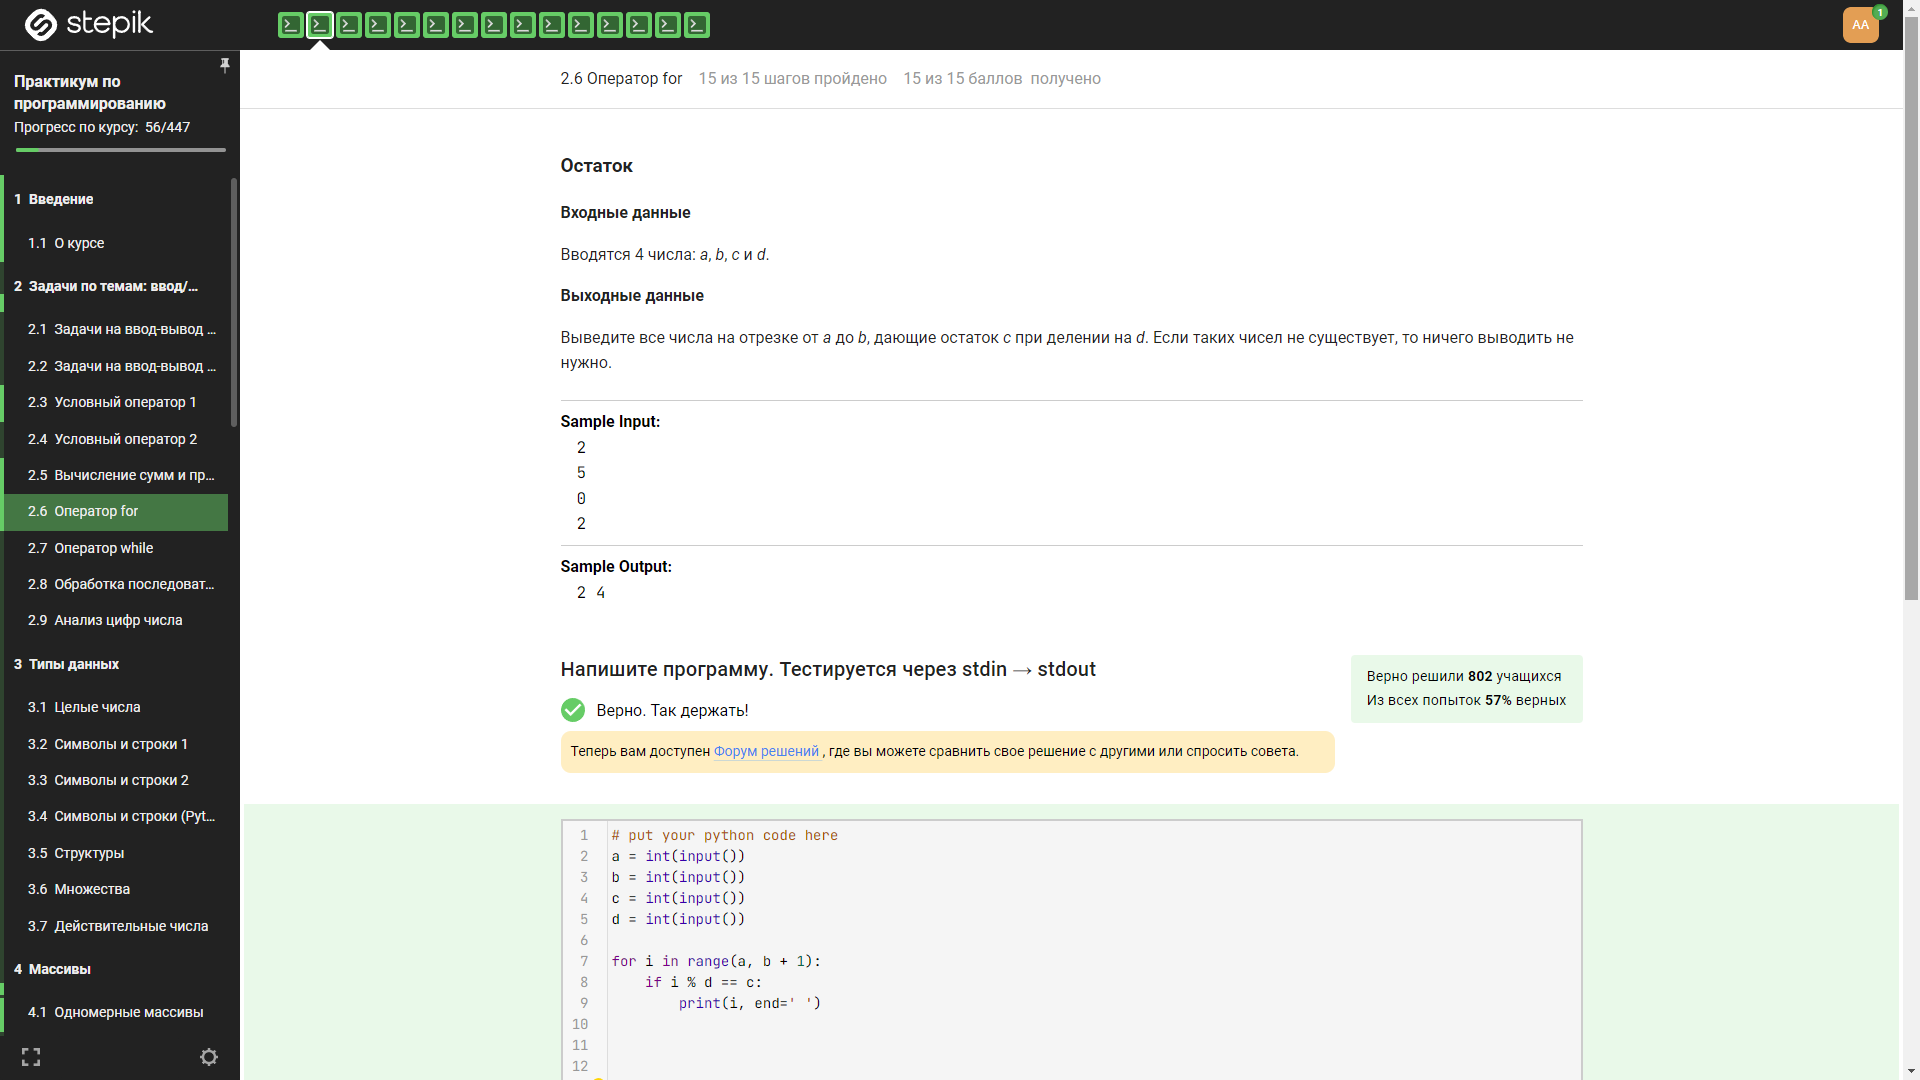 stepik
AA
1
Практикум по
программированию
Прогресс по курсу: 56/447
1 Введение
1.1 О курсе
2 Задачи по темам: ввод/...
2.1 Задачи на ввод-вывод ...
2.2 Задачи на ввод-вывод ...
2.3 Условный оператор 1
2.4 Условный оператор 2
2.5 Вычисление сумм и пр...
2.6 Оператор for
2.7 Оператор while
2.8 Обработка последоват...
2.9 Анализ цифр числа
3 Типы данных
3.1 Целые числа
3.2 Символы и строки 1
3.3 Символы и строки 2
3.4 Символы и строки (Pyt...
3.5 Структуры
3.6 Множества
3.7 Действительные числа
4 Массивы
4.1 Одномерные массивы
2.6 Оператор for 15 из 15 шагов пройдено 15 из 15 баллов получено
Остаток
Входные данные
Вводятся 4 числа: a, b, c и d.
Выходные данные
Выведите все числа на отрезке от a до b, дающие остаток c при делении на d. Если таких чисел не существует, то ничего выводить не
нужно.
Sample Input:
2
5
0
2
Sample Output:
2 4
Напишите программу. Тестируется через stdin → stdout
Верно. Так держать!
Теперь вам доступен Форум решений, где вы можете сравнить свое решение с другими или спросить совета.
Верно решили 802 учащихся
Из всех попыток 57% верных
1 # put your python code here
2 a = int(input())
3 b = int(input())
4 c = int(input())
5 d = int(input())
6
7 for i in range(a, b + 1):
8     if i % d == c:
9         print(i, end=' ')
10
11
12